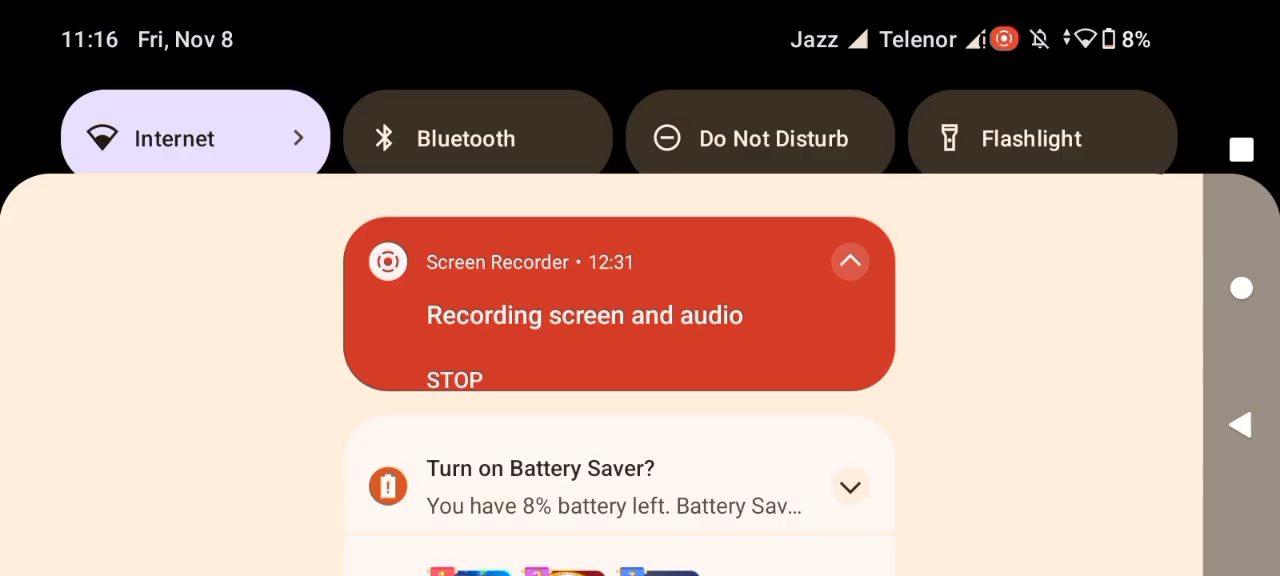 11:16 Fri, Nov 8 Jazz Telenor 8%
Internet Bluetooth Do Not Disturb Flashlight
Screen Recorder • 12:31
Recording screen and audio
STOP
Turn on Battery Saver?
You have 8% battery left. Battery Sav...